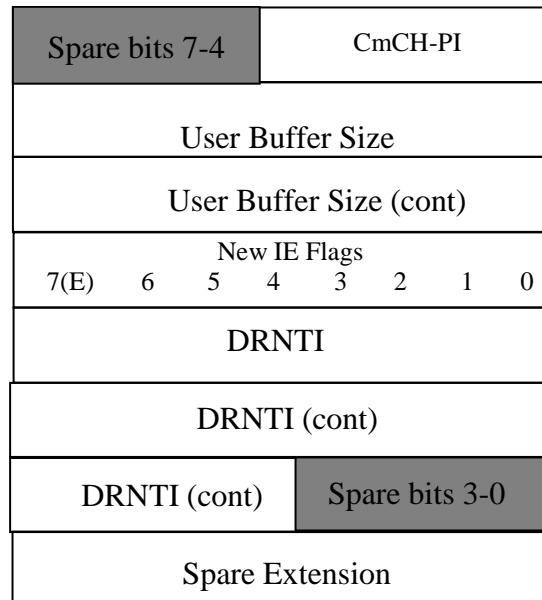 Spare bits 7-4 CmCH-PI
User Buffer Size
User Buffer Size (cont)
New IE Flags
7(E) 6 5 4 3 2 1 0
DRNTI
DRNTI (cont)
DRNTI (cont) Spare bits 3-0
Spare Extension